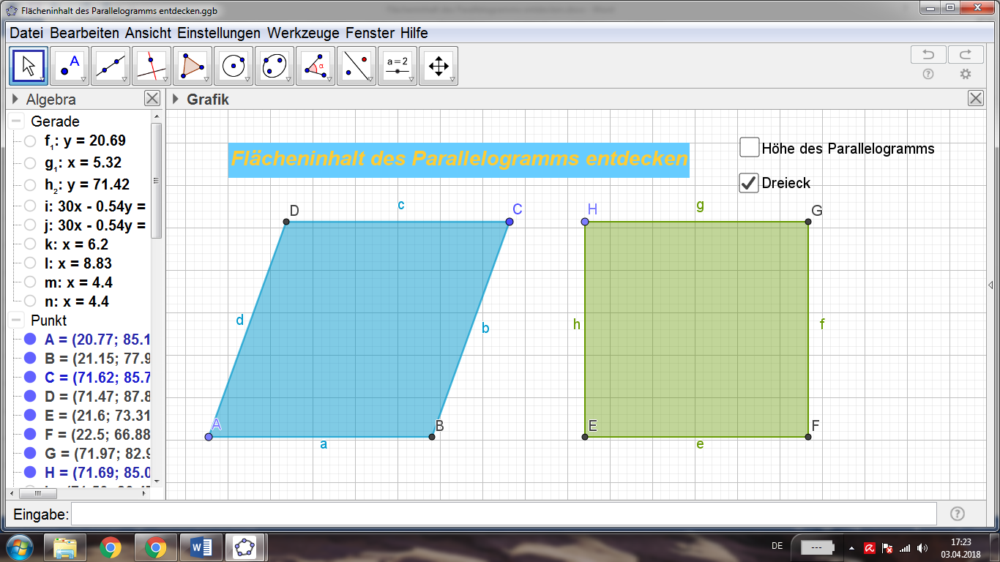 Flächeninhalt des Parallelogramms entdecken.ggb
Datei Bearbeiten Ansicht Einstellungen Werkzeuge Fenster Hilfe
A
α
a=2
Algebra
Grafik
Gerade
f1: y = 20.69
g1: x = 5.32
h2: y = 71.42
i: 30x - 0.54y =
j: 30x - 0.54y =
k: x = 6.2
l: x = 8.83
m: x = 4.4
n: x = 4.4
Punkt
A = (20.77; 85.1
B = (21.15; 77.9
C = (71.62; 85.7
D = (71.47; 87.8
E = (21.6; 73.31
F = (22.5; 66.88
G = (71.97; 82.9
H = (71.69; 85.0
Flächeninhalt des Parallelogramms entdecken
Höhe des Parallelogramms
Dreieck
D
c
C
d
b
A
a
B
H
g
G
h
f
E
e
F
Eingabe:
DE
---
17:23
03.04.2018